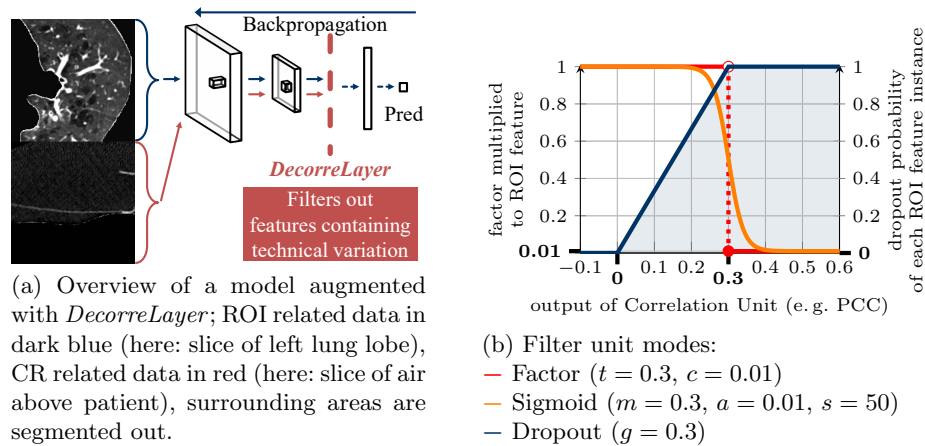 Backpropagation
Pred
DecorreLayer
Filters out
features containing
technical variation
(a) Overview of a model augmented
with DecorreLayer; ROI related data in
dark blue (here: slice of left lung lobe),
CR related data in red (here: slice of air
above patient), surrounding areas are
segmented out.
factor multiplied
to ROI feature
1
0.8
0.6
0.4
0.2
0.01
1
0.8
0.6
0.4
0.2
0
dropout probability
of each ROI feature instance
−0.1 0 0.1 0.2 0.3 0.4 0.5 0.6
output of Correlation Unit (e. g. PCC)
(b) Filter unit modes:
Factor (t = 0.3, c = 0.01)
Sigmoid (m = 0.3, a = 0.01, s = 50)
Dropout (g = 0.3)